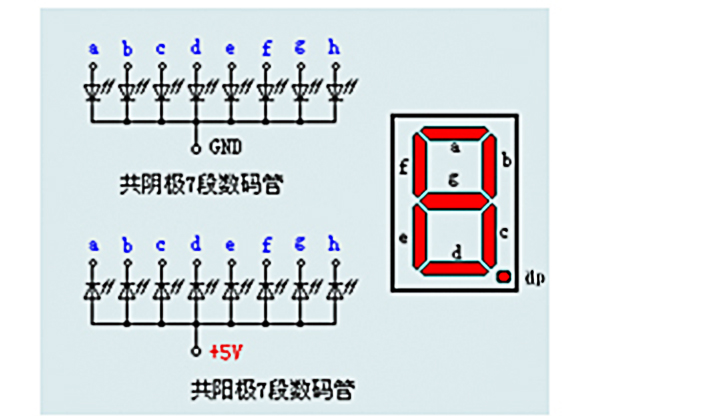 a b c d e f g h
GND
共阴极7段数码管
a b c d e f g h
+5V
共阳极7段数码管
a
f b
g
e c
d
dp